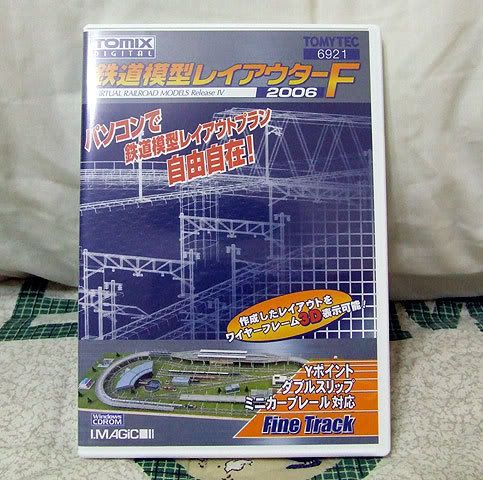 TOMIX
DIGITAL
TOMYTEC
6921
鉄道模型レイアウターF
VIRTUAL RAILROAD MODELS Release IV
2006
パソコンで
鉄道模型レイアウトプラン
自由自在!
作成したレイアウトを
ワイヤーフレーム3D表示可能!
Yポイント
ダブルスリップ
ミニカーブレール対応
Fine Track
Windows
CDROM
I.MAGiC